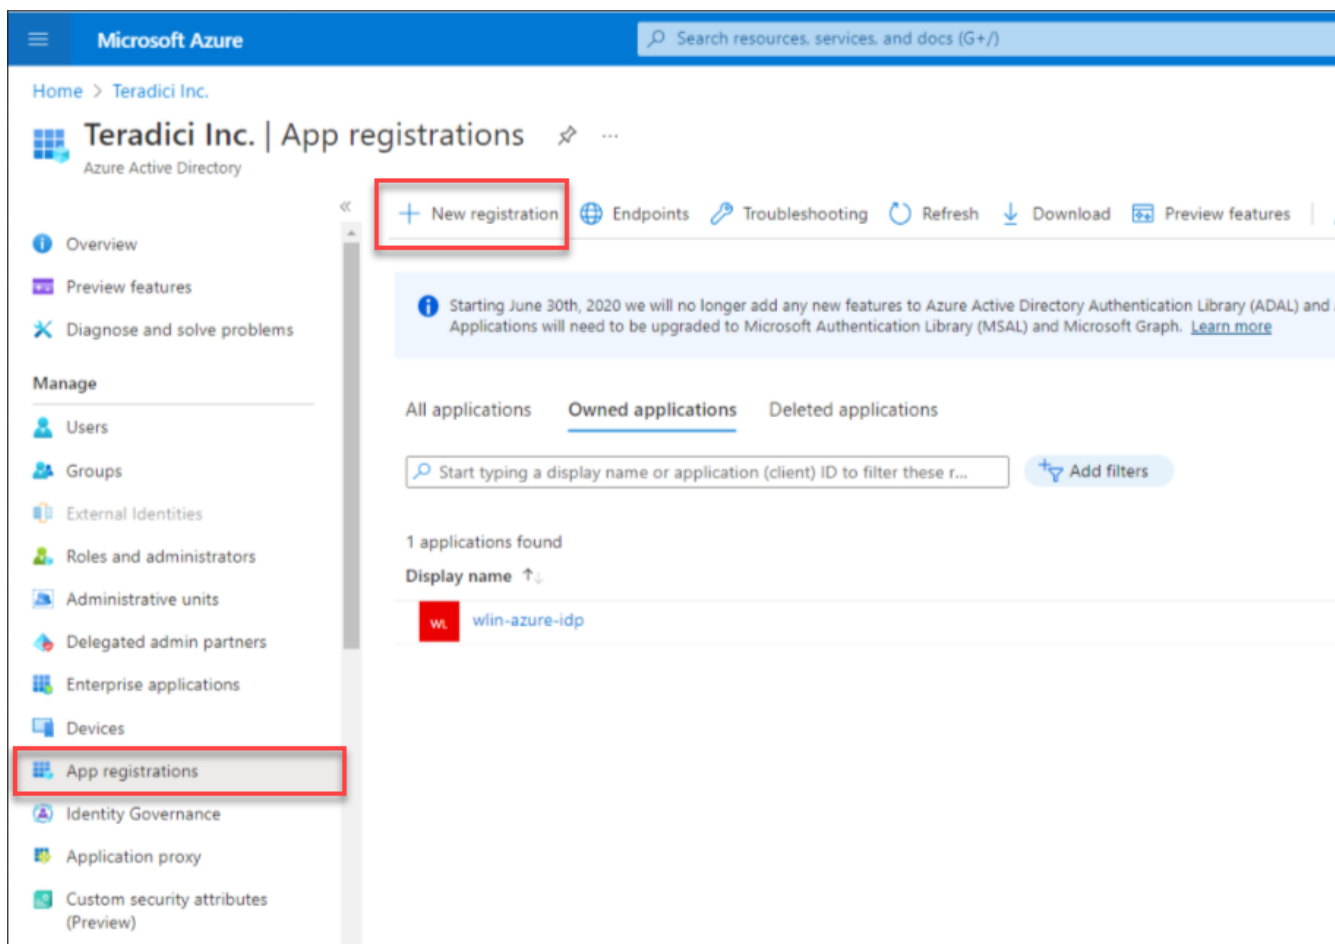 Microsoft Azure
Search resources, services, and docs (G+/)
Home > Teradici Inc.
Teradici Inc. | App registrations ...
Azure Active Directory
«
+ New registration Endpoints Troubleshooting Refresh Download Preview features
Overview
Preview features
Diagnose and solve problems
Manage
Users
Groups
External Identities
Roles and administrators
Administrative units
Delegated admin partners
Enterprise applications
Devices
App registrations
Identity Governance
Application proxy
Custom security attributes
(Preview)
Starting June 30th, 2020 we will no longer add any new features to Azure Active Directory Authentication Library (ADAL) and
Applications will need to be upgraded to Microsoft Authentication Library (MSAL) and Microsoft Graph. Learn more
All applications Owned applications Deleted applications
Start typing a display name or application (client) ID to filter these r...
Add filters
1 applications found
Display name ↑↓
WL wlin-azure-idp